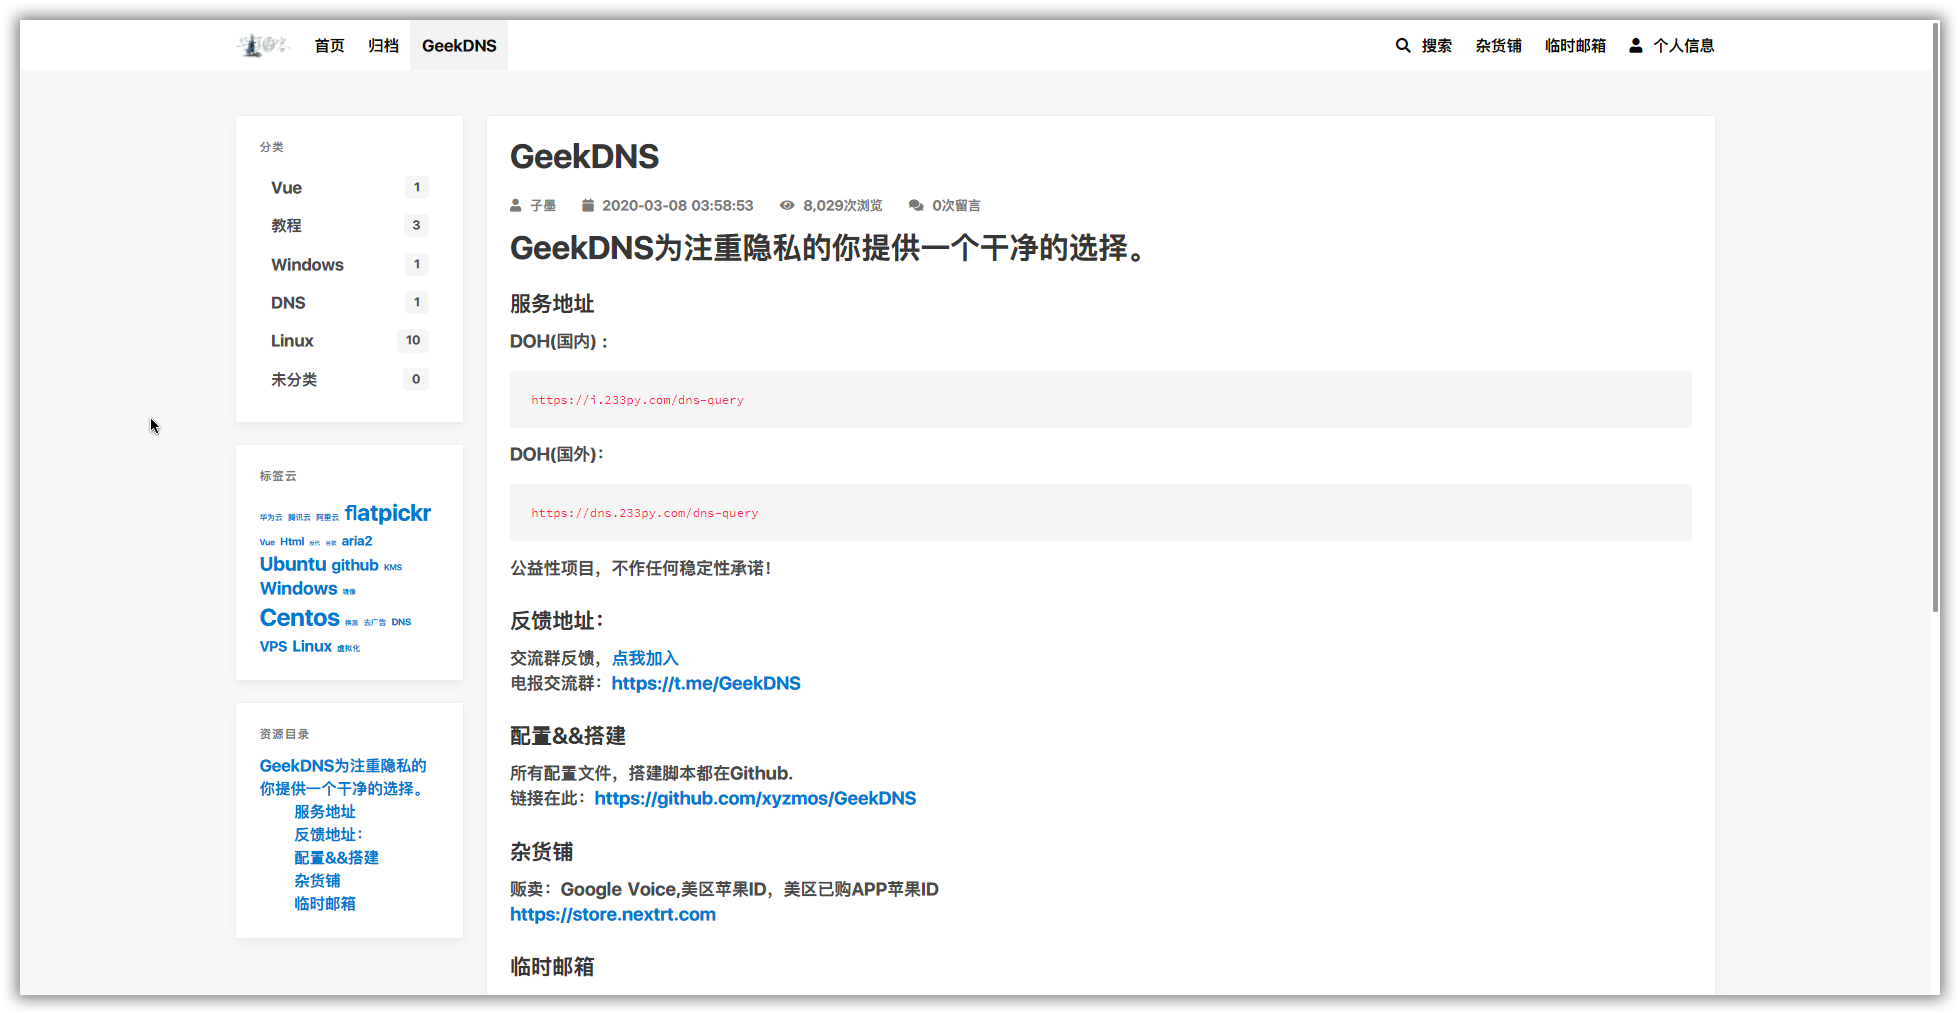 首页 归档 GeekDNS 搜索 杂货铺 临时邮箱 个人信息
分类
Vue 1
教程 3
Windows 1
DNS 1
Linux 10
未分类 0
标签云
华为云 腾讯云 阿里云 flatpickr
Vue Html 反代 谷歌 aria2
Ubuntu github KMS
Windows 镜像
Centos 换源 去广告 DNS
VPS Linux 虚拟化
资源目录
GeekDNS为注重隐私的
你提供一个干净的选择。
服务地址
反馈地址：
配置&&搭建
杂货铺
临时邮箱
GeekDNS
子墨 2020-03-08 03:58:53 8,029次浏览 0次留言
GeekDNS为注重隐私的你提供一个干净的选择。
服务地址
DOH(国内) :
https://i.233py.com/dns-query
DOH(国外)：
https://dns.233py.com/dns-query
公益性项目，不作任何稳定性承诺！
反馈地址：
交流群反馈，点我加入
电报交流群：https://t.me/GeekDNS
配置&&搭建
所有配置文件，搭建脚本都在Github.
链接在此：https://github.com/xyzmos/GeekDNS
杂货铺
贩卖：Google Voice,美区苹果ID，美区已购APP苹果ID
https://store.nextrt.com
临时邮箱